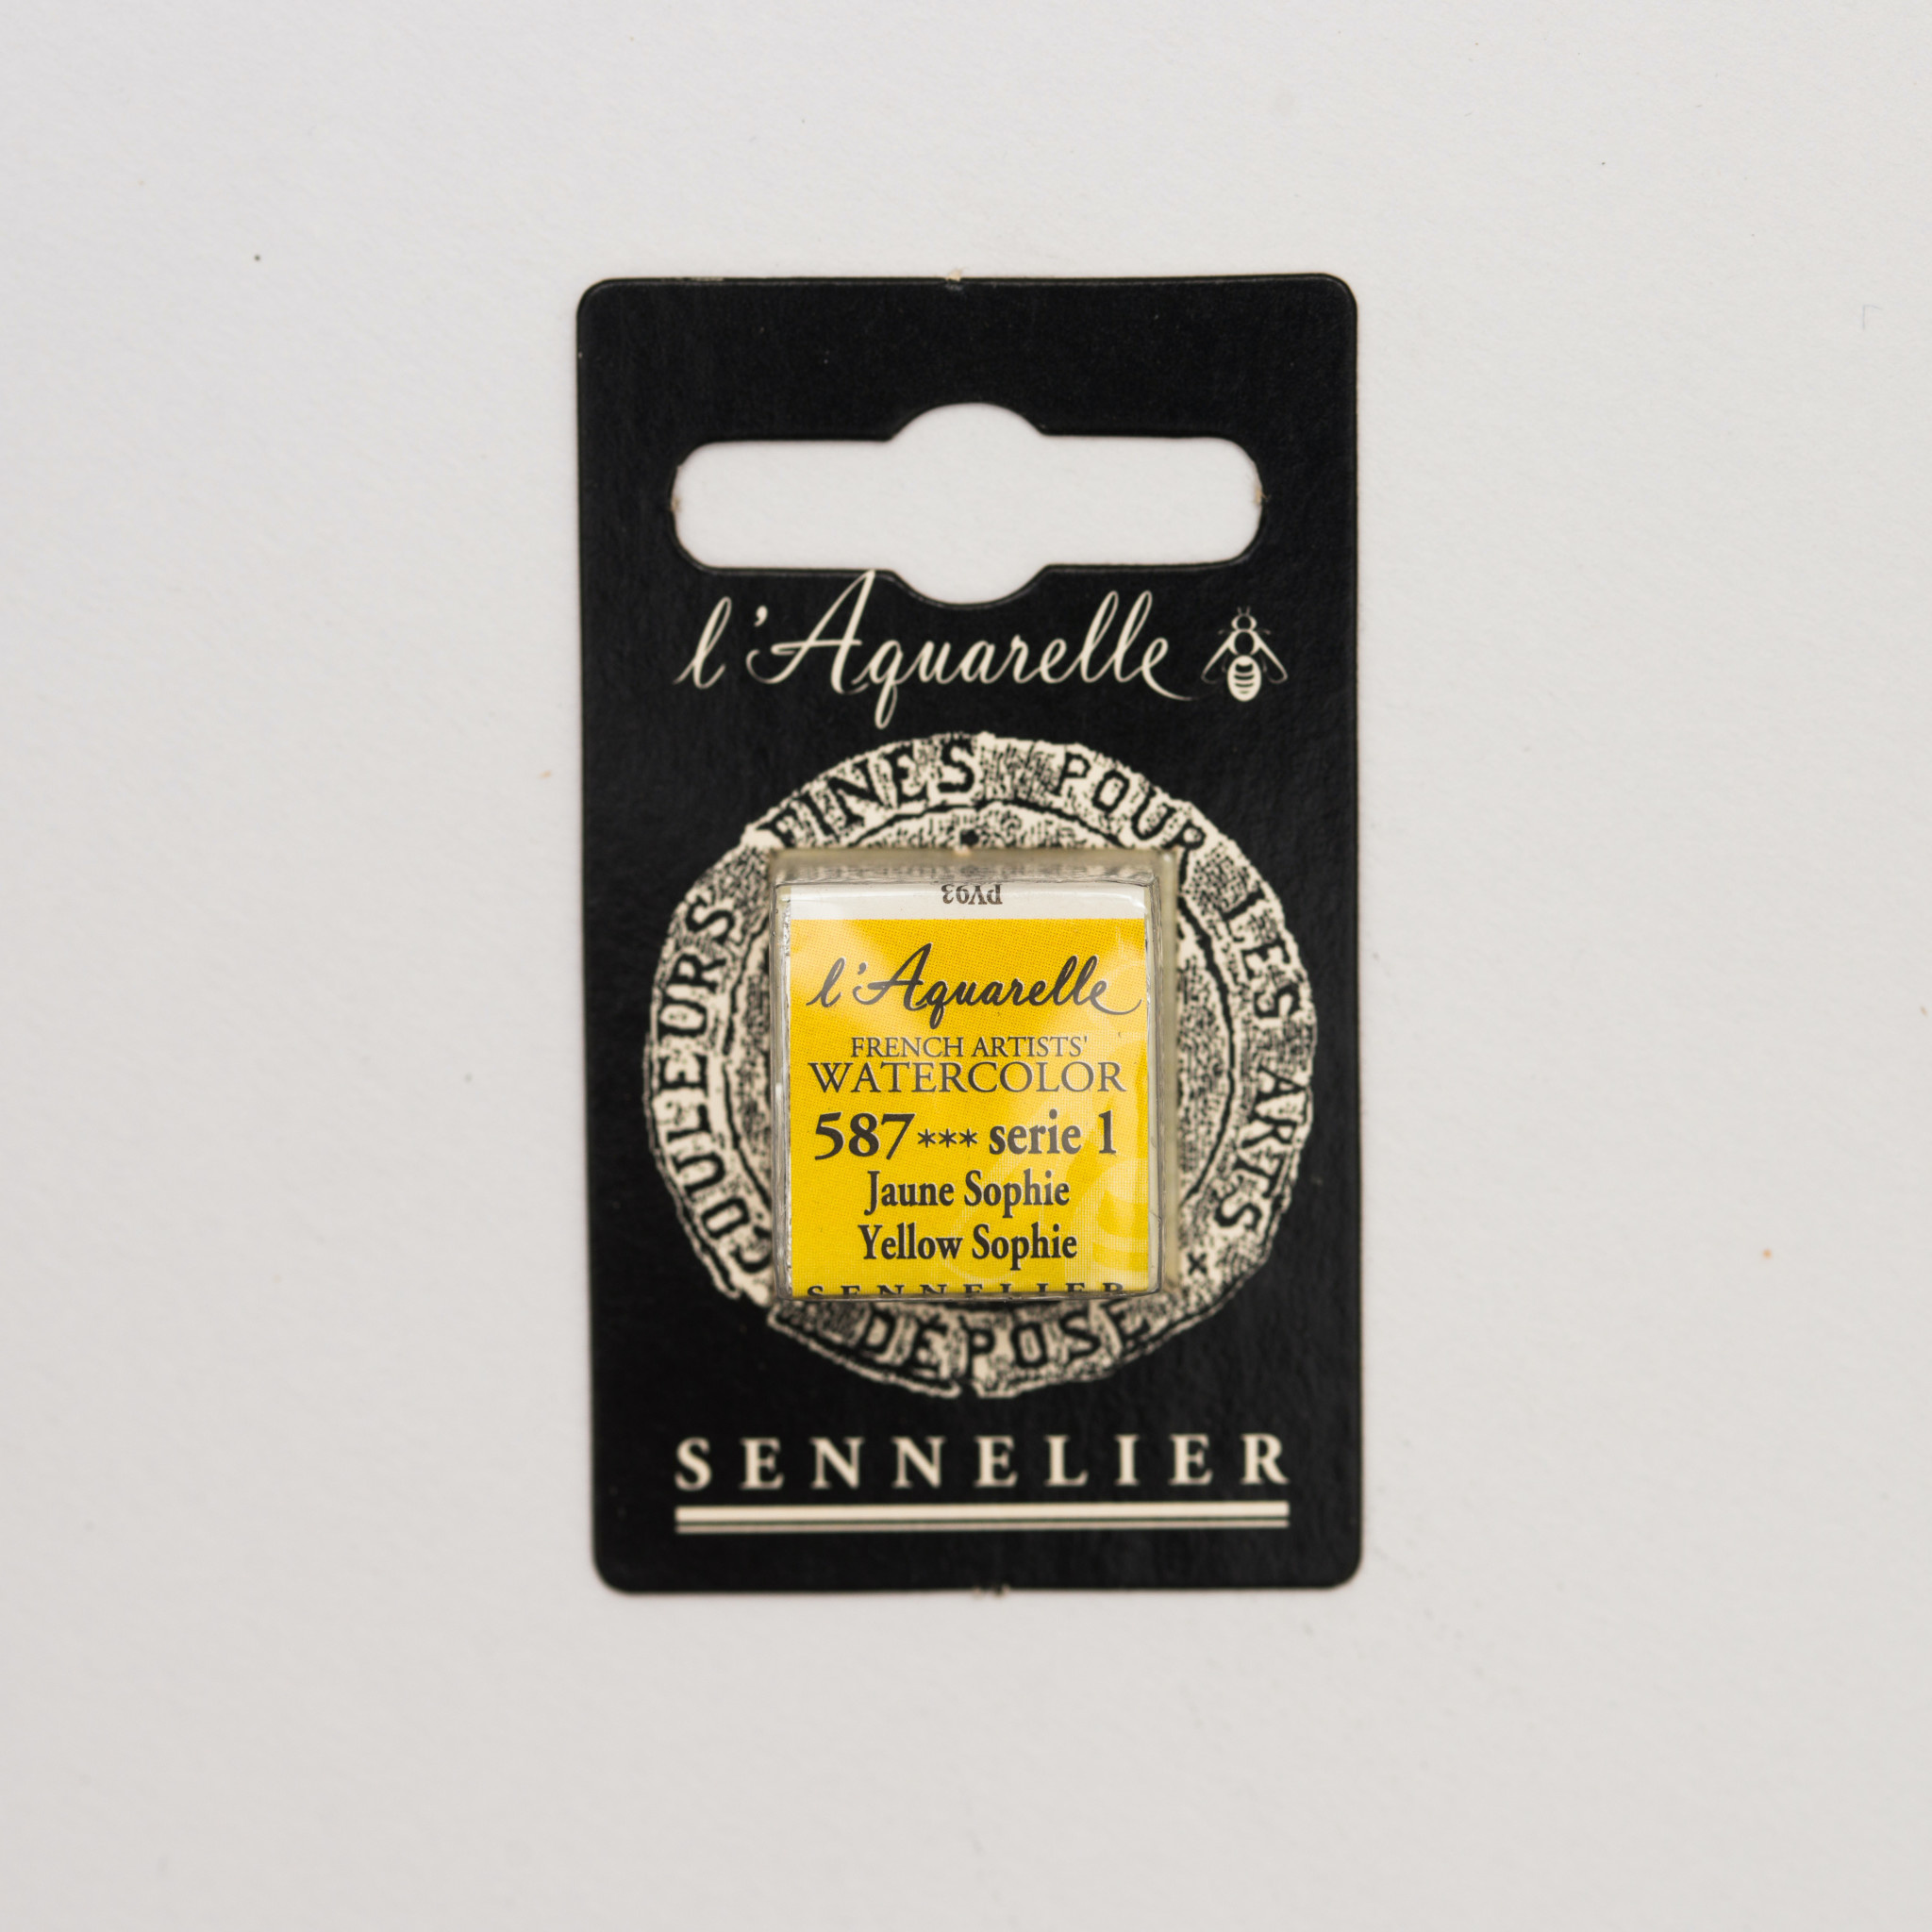 l'Aquarelle
COULEURS FINES POUR LES ARTS
PY93
l'Aquarelle
FRENCH ARTISTS'
WATERCOLOR
587*** serie 1
Jaune Sophie
Yellow Sophie
SENNELIER
DÉPOSÉ
SENNELIER